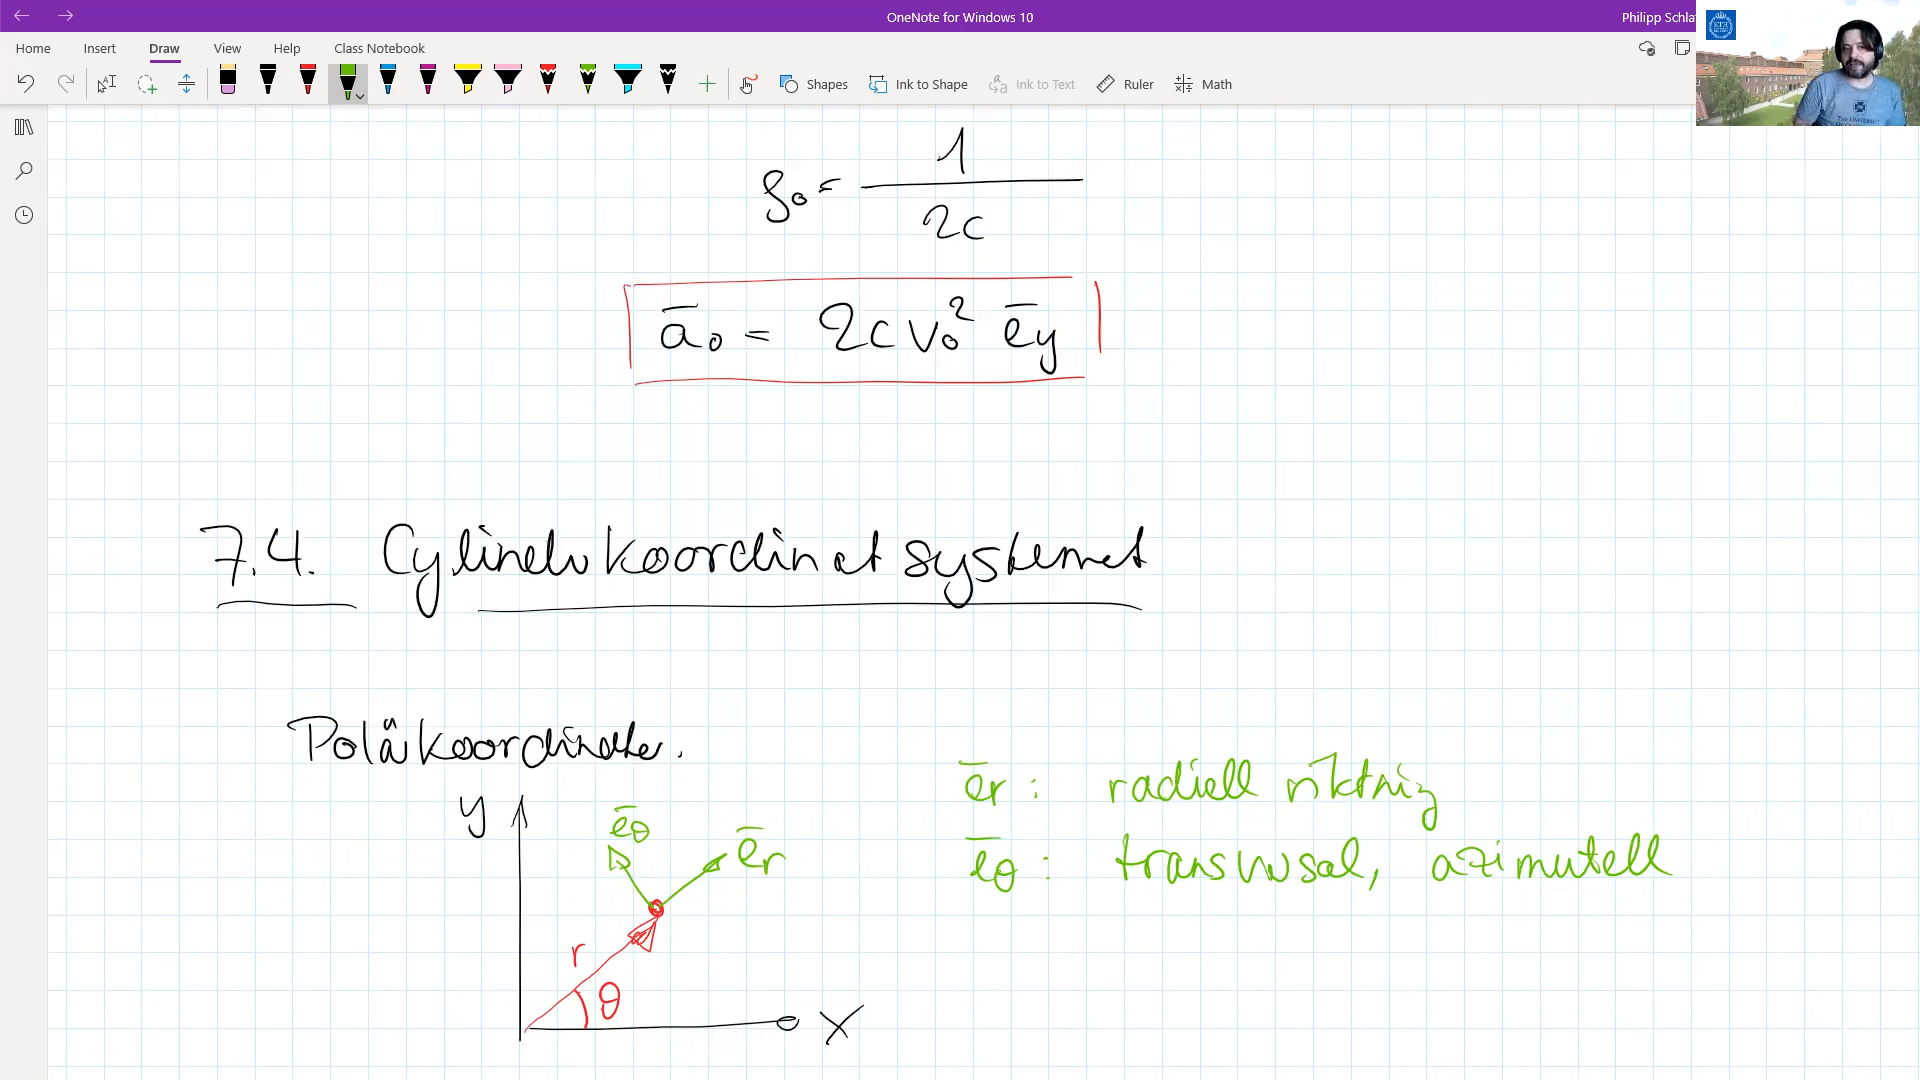 OneNote for Windows 10
Philipp Schla
Home Insert Draw View Help Class Notebook
Shapes Ink to Shape Ink to Text Ruler Math
ρ₀ = 1 / 2c
ā₀ = 2c v₀² ēy
7.4. Cylinderkoordinatsystemet
Polärkoordinater.
y
ēθ
ēr
r
θ
x
ēr : radiell riktning
ēθ : transversal, azimutell